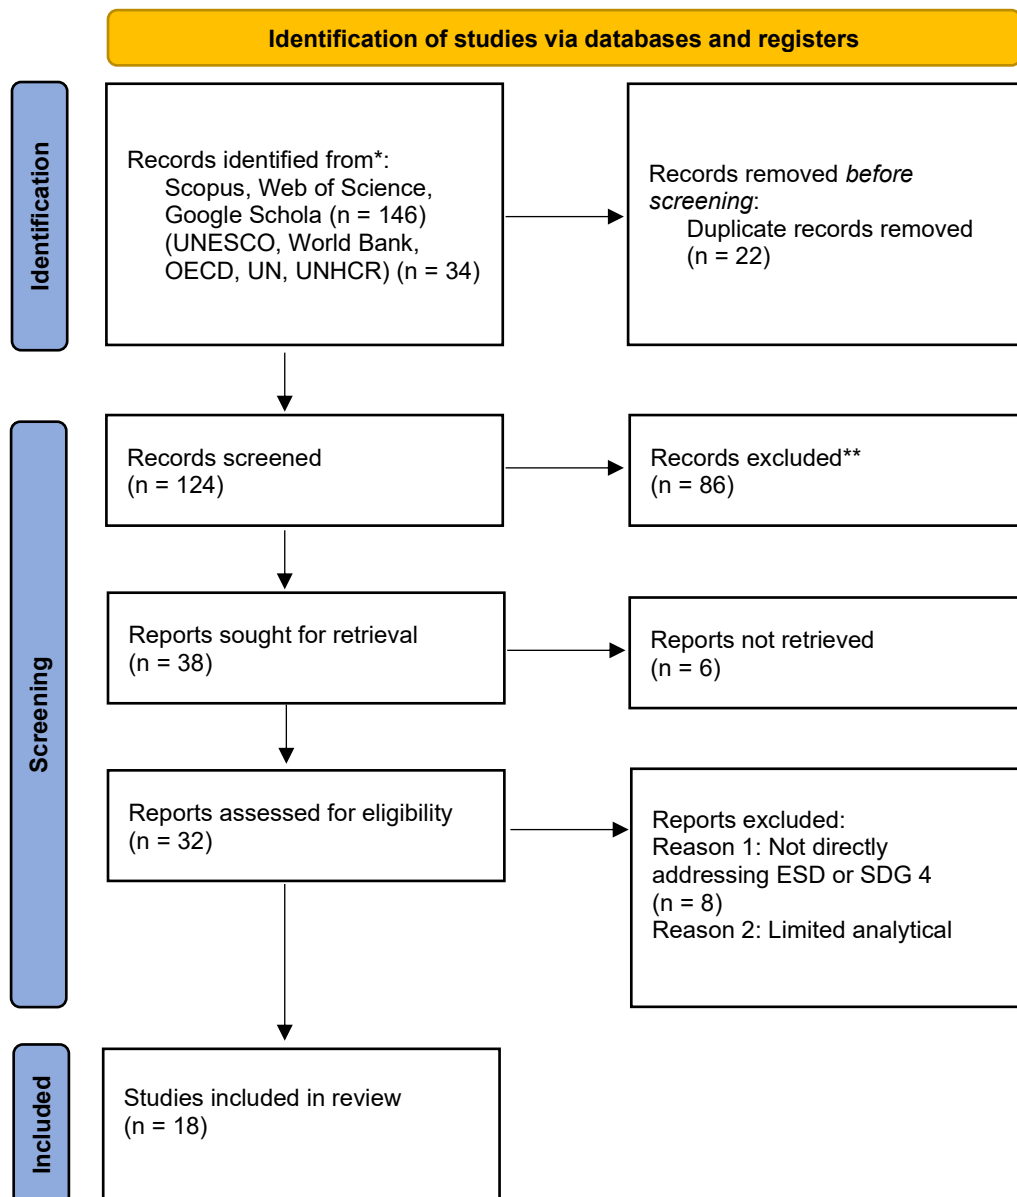 Identification of studies via databases and registers
Identification
Records identified from*:
Scopus, Web of Science,
Google Schola (n = 146)
(UNESCO, World Bank,
OECD, UN, UNHCR) (n = 34)
Records removed before
screening:
Duplicate records removed
(n = 22)
Screening
Records screened
(n = 124)
Records excluded**
(n = 86)
Reports sought for retrieval
(n = 38)
Reports not retrieved
(n = 6)
Reports assessed for eligibility
(n = 32)
Reports excluded:
Reason 1: Not directly
addressing ESD or SDG 4
(n = 8)
Reason 2: Limited analytical
Included
Studies included in review
(n = 18)